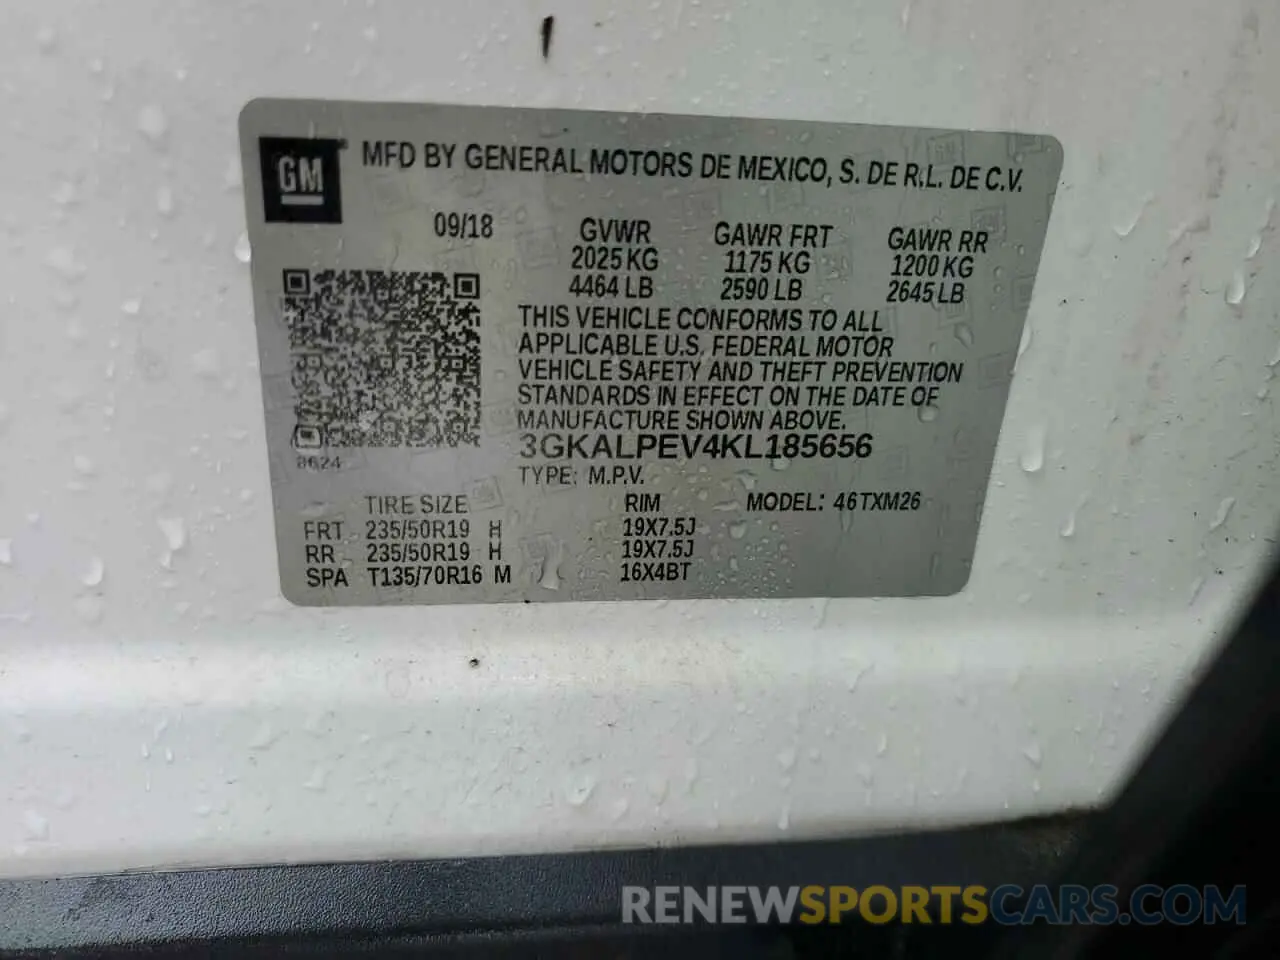 GM® MFD BY GENERAL MOTORS DE MEXICO, S. DE R.L. DE C.V.
09/18 GVWR GAWR FRT GAWR RR
2025 KG 1175 KG 1200 KG
4464 LB 2590 LB 2645 LB
THIS VEHICLE CONFORMS TO ALL
APPLICABLE U.S. FEDERAL MOTOR
VEHICLE SAFETY AND THEFT PREVENTION
STANDARDS IN EFFECT ON THE DATE OF
MANUFACTURE SHOWN ABOVE.
3GKALPEV4KL185656
8624
TYPE: M.P.V.
TIRE SIZE RIM MODEL: 46TXM26
FRT 235/50R19 H 19X7.5J
RR 235/50R19 H 19X7.5J
SPA T135/70R16 M 16X4BT
RENEWSPORTSCARS.COM